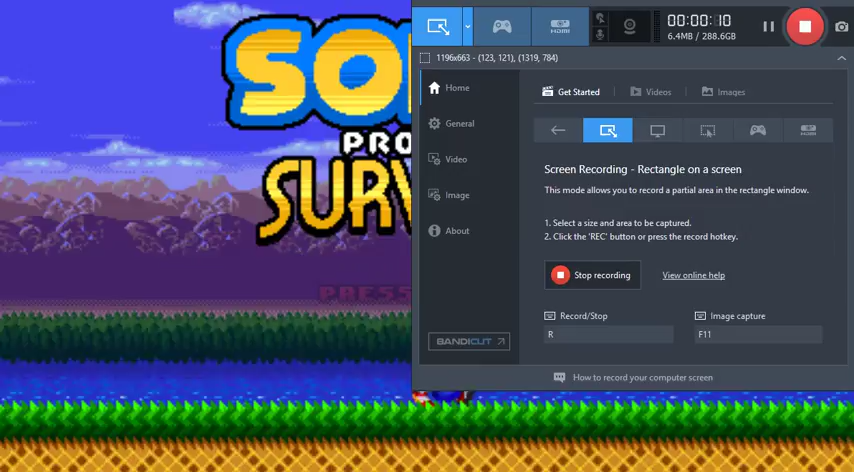 SO
PRO
SURV
PRESS
HDMI
00:00:10
6.4MB / 288.6GB
1196x663 - (123, 121), (1319, 784)
Home
General
Video
Image
About
BANDICUT
Get Started
Videos
Images
HDMI
Screen Recording - Rectangle on a screen
This mode allows you to record a partial area in the rectangle window.
1. Select a size and area to be captured.
2. Click the 'REC' button or press the record hotkey.
Stop recording
View online help
Record/Stop
Image capture
R
F11
How to record your computer screen